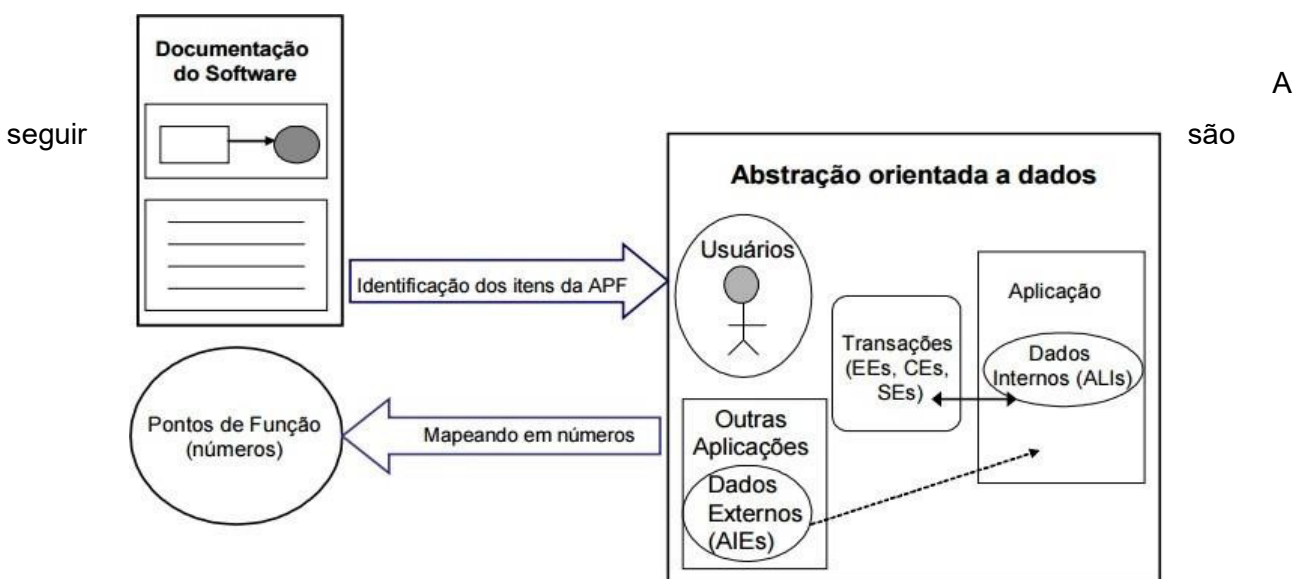 Documentação
do Software
A
seguir
são
Abstração orientada a dados
Usuários
Identificação dos itens da APF
Aplicação
Transações
(EEs, CEs,
SEs)
Dados
Internos (ALIs)
Pontos de Função
(números)
Mapeando em números
Outras
Aplicações
Dados
Externos
(AIEs)